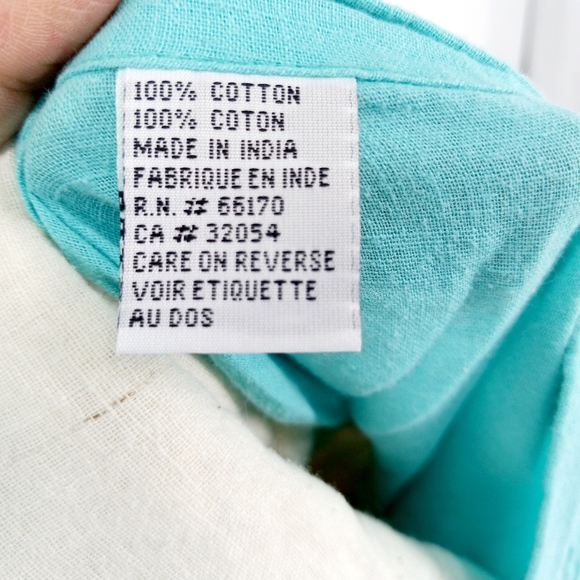 100% COTTON
100% COTON
MADE IN INDIA
FABRIQUE EN INDE
R.N. # 66170
CA # 32054
CARE ON REVERSE
VOIR ETIQUETTE
AU DOS